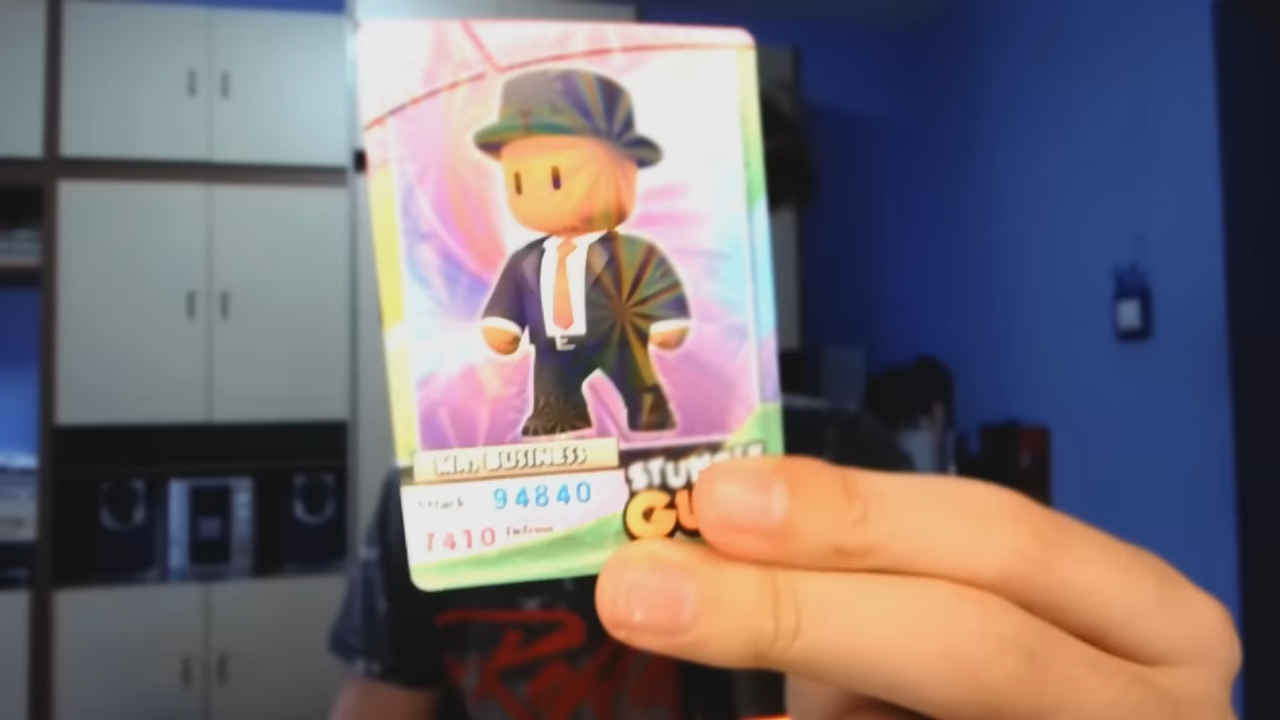 MR. BUSINESS
Attack 94840
7410 Defense
STUMBLE
GU